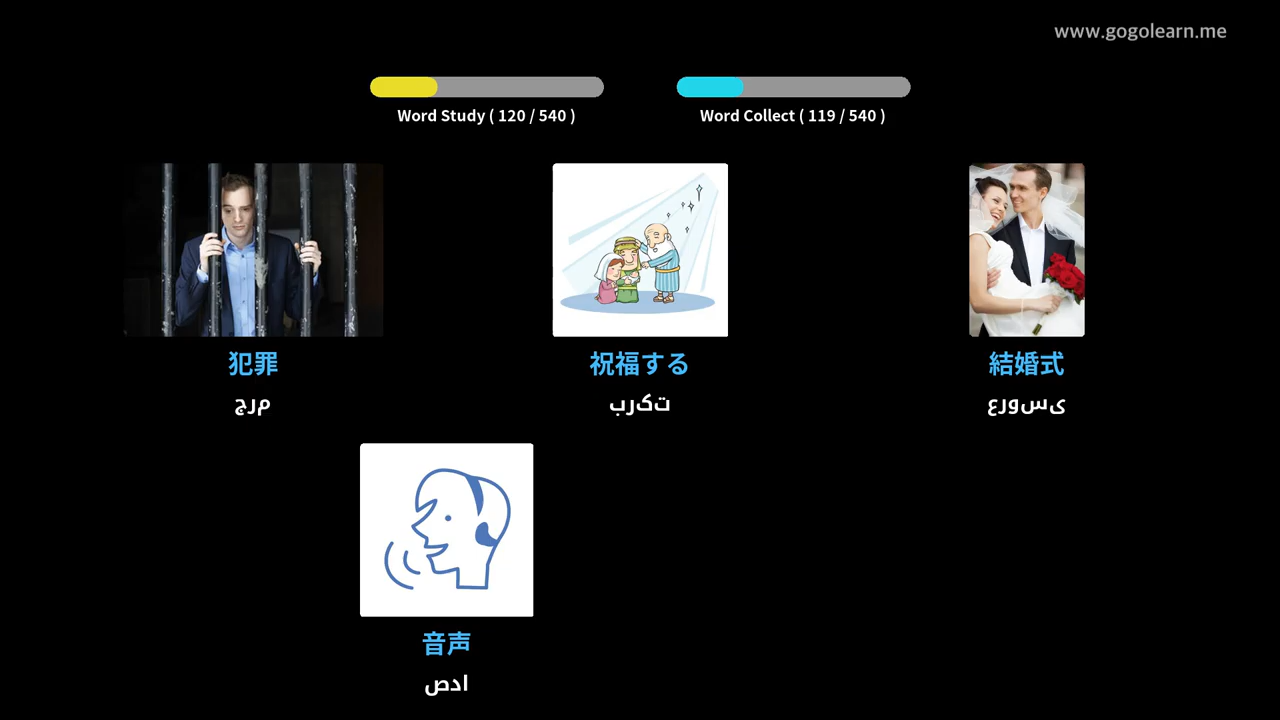 www.gogolearn.me
Word Study ( 120 / 540 )
Word Collect ( 119 / 540 )
犯罪
祝福する
結婚式
مرج
تکرب
یسورع
音声
ادص